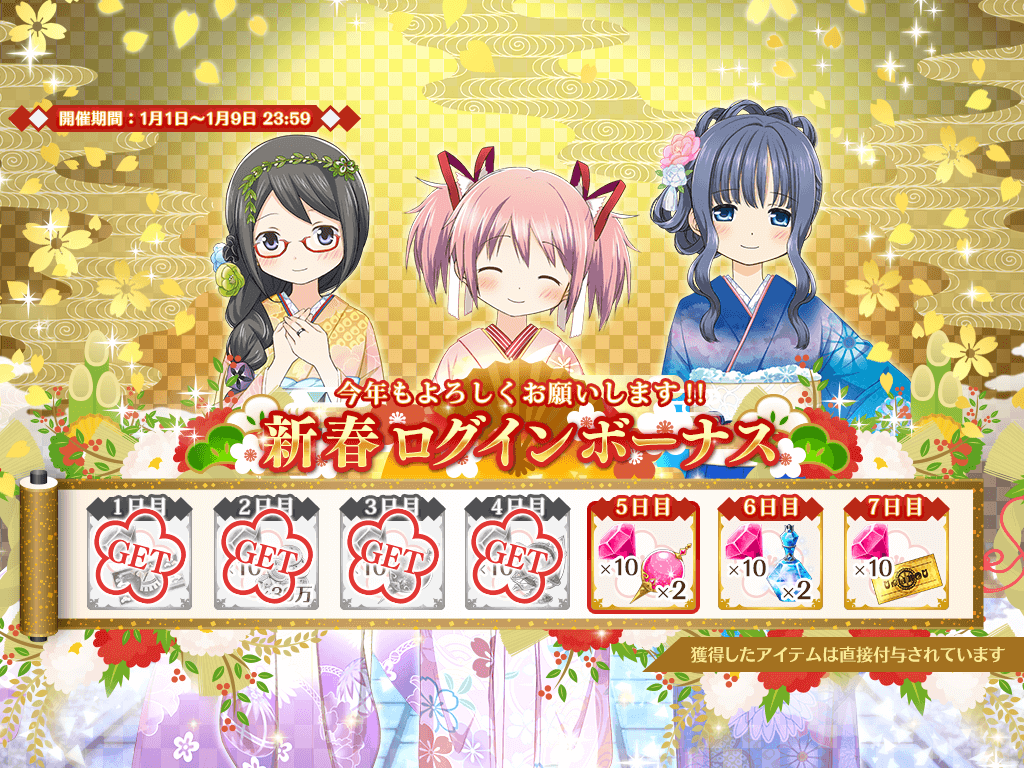 開催期間：1月1日～1月9日 23:59
今年もよろしくお願いします!!
新春ログインボーナス
1日目 2日目 3日目 4日目 5日目 6日目 7日目
GET GET GET GET
×10 ×10 ×10
万 ×2 ×2
獲得したアイテムは直接付与されています